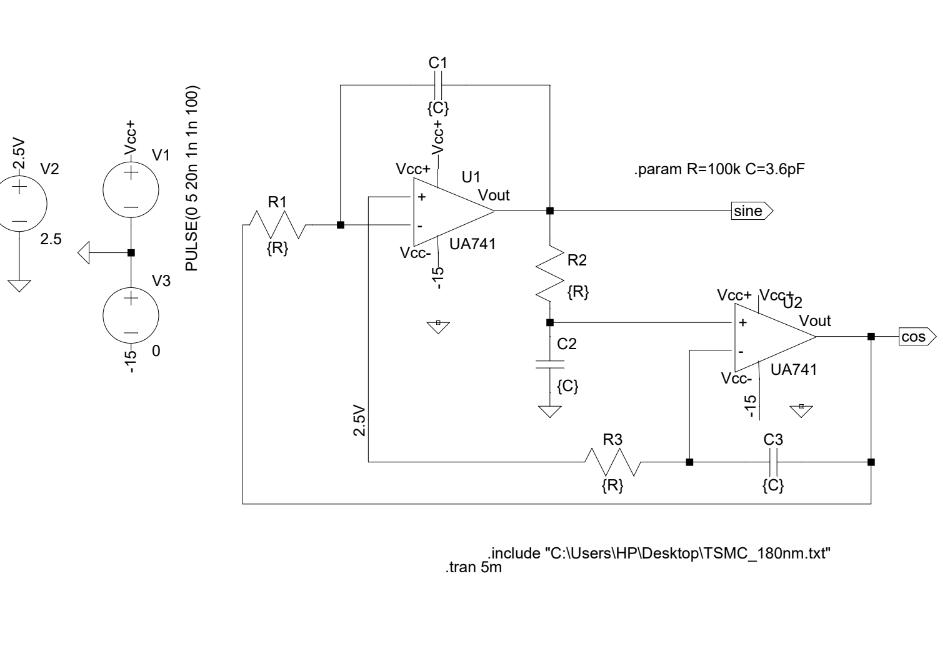 C1
{C}
Vcc+
PULSE(0 5 20n 1n 1n 100)
2.5V
V2
2.5
Vcc+
V1
V3
0
-15
R1
{R}
Vcc+
U1
Vout
+
-
Vcc-
UA741
-15
.param R=100k C=3.6pF
sine
R2
{R}
C2
{C}
Vcc+
Vcc+
U2
Vout
+
-
Vcc-
UA741
-15
cos
2.5V
R3
{R}
C3
{C}
.include "C:\Users\HP\Desktop\TSMC_180nm.txt"
.tran 5m